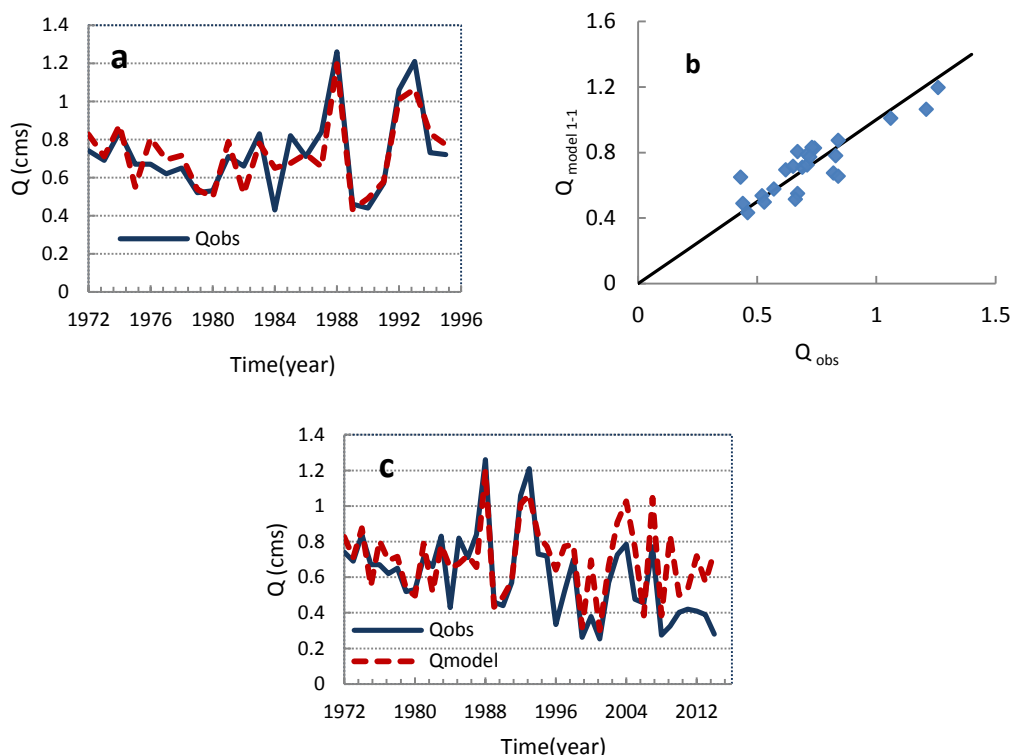 a
Q (cms)
1.4
1.2
1
0.8
0.6
0.4
0.2
0
Qobs
1972 1976 1980 1984 1988 1992 1996
Time(year)
b
Q model 1-1
1.6
1.2
0.8
0.4
0
0 0.5 1 1.5
Q obs
c
Q (cms)
1.4
1.2
1
0.8
0.6
0.4
0.2
0
Qobs
Qmodel
1972 1980 1988 1996 2004 2012
Time(year)